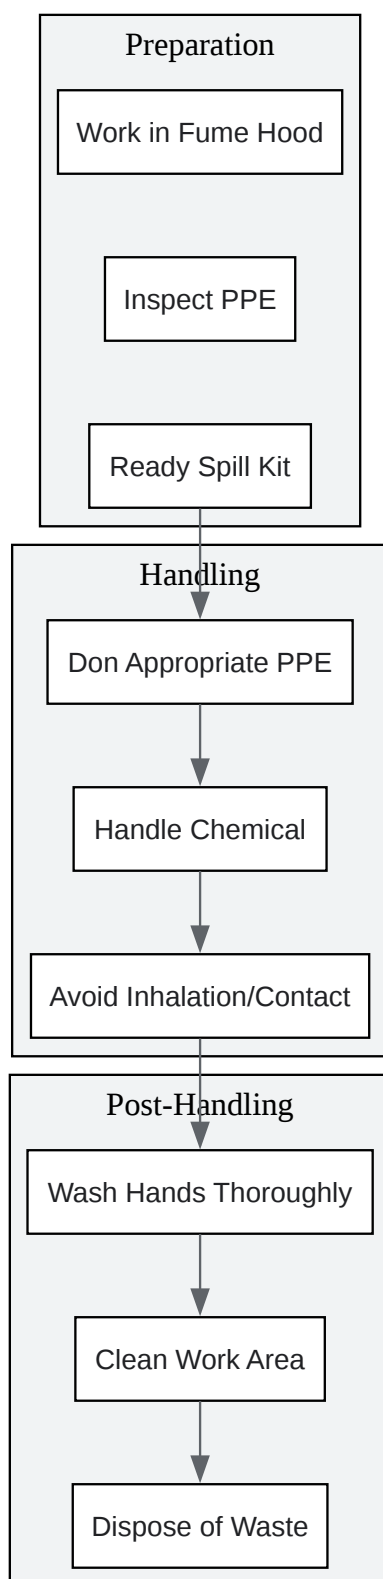 Preparation
Work in Fume Hood
Inspect PPE
Ready Spill Kit
Handling
Don Appropriate PPE
Handle Chemical
Avoid Inhalation/Contact
Post-Handling
Wash Hands Thoroughly
Clean Work Area
Dispose of Waste